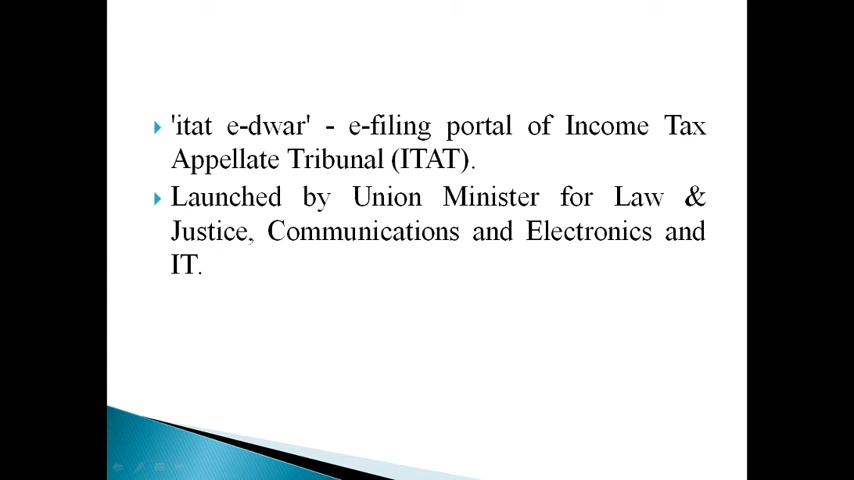 'itat e-dwar' - e-filing portal of Income Tax
Appellate Tribunal (ITAT).
Launched by Union Minister for Law &
Justice, Communications and Electronics and
IT.